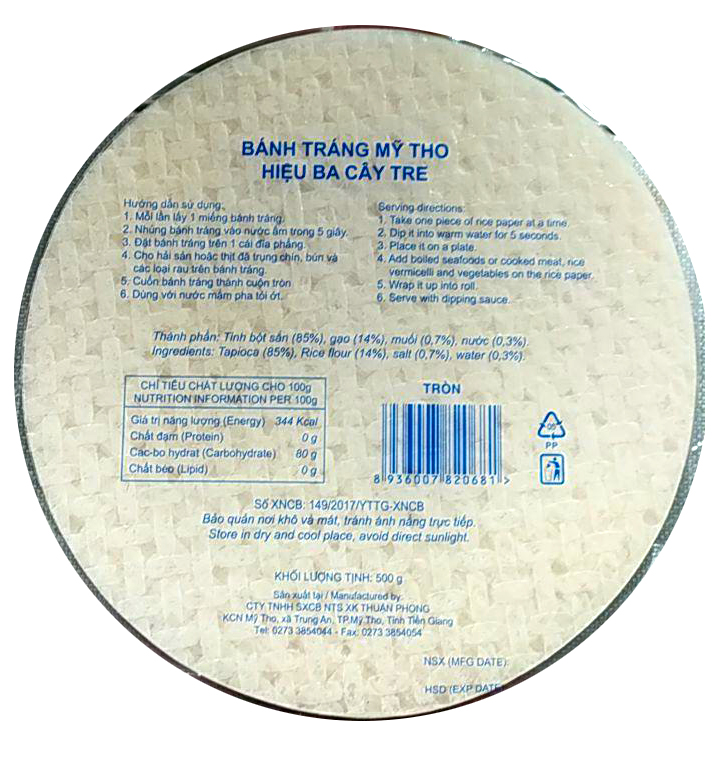 BÁNH TRÁNG MỸ THO
HIỆU BA CÂY TRE
Hướng dẫn sử dụng:
1. Mỗi lần lấy 1 miếng bánh tráng.
2. Nhúng bánh tráng vào nước ấm trong 5 giây.
3. Đặt bánh tráng trên 1 cái đĩa phẳng.
4. Cho hải sản hoặc thịt đã trụng chín, bún và
các loại rau trên bánh tráng.
5. Cuốn bánh tráng thành cuộn tròn
6. Dùng với nước mắm pha tỏi ớt.
Serving directions:
1. Take one piece of rice paper at a time.
2. Dip it into warm water for 5 seconds.
3. Place it on a plate.
4. Add boiled seafoods or cooked meat, rice
vermicelli and vegetables on the rice paper.
5. Wrap it up into roll.
6. Serve with dipping sauce.
Thành phần: Tinh bột sắn (85%), gạo (14%), muối (0,7%), nước (0,3%).
Ingredients: Tapioca (85%), Rice flour (14%), salt (0,7%), water (0,3%).
CHỈ TIÊU CHẤT LƯỢNG CHO 100g
NUTRITION INFORMATION PER 100g
Giá trị năng lượng (Energy) 344 Kcal
Chất đạm (Protein) 0 g
Cac-bo hydrat (Carbohydrate) 80 g
Chất béo (Lipid) 0 g
TRÒN
8 936007 820681 >
05
PP
Số XNCB: 149/2017/YTTG-XNCB
Bảo quản nơi khô và mát, tránh ánh nắng trực tiếp.
Store in dry and cool place, avoid direct sunlight.
KHỐI LƯỢNG TỊNH: 500 g
Sản xuất tại / Manufactured by:
CTY TNHH SXCB NTS XK THUẬN PHONG
KCN Mỹ Tho, xã Trung An, TP.Mỹ Tho, Tỉnh Tiền Giang
Tel: 0273 3854044 - Fax: 0273 3854054
NSX (MFG DATE):
HSD (EXP DATE)